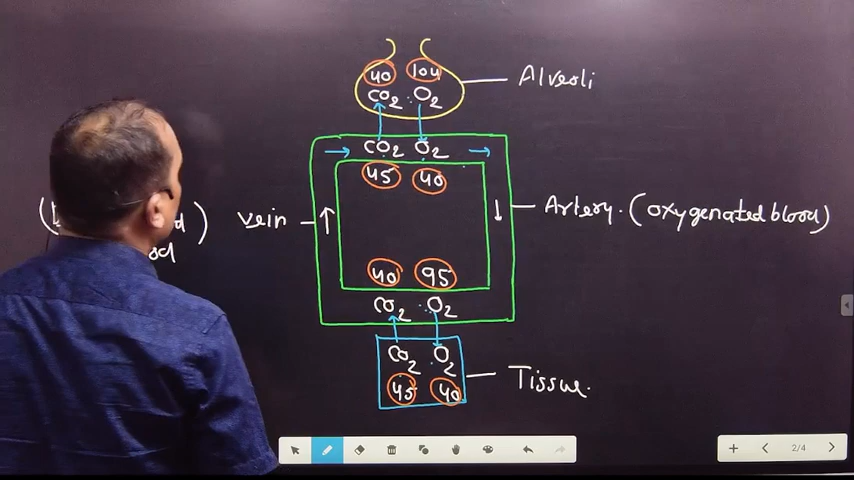 40 104
CO2 O2
Alveoli
CO2 O2
45 40
vein
Artery. (oxygenated blood)
40 95
CO2 O2
CO2 O2
45 40
Tissue.
2/4